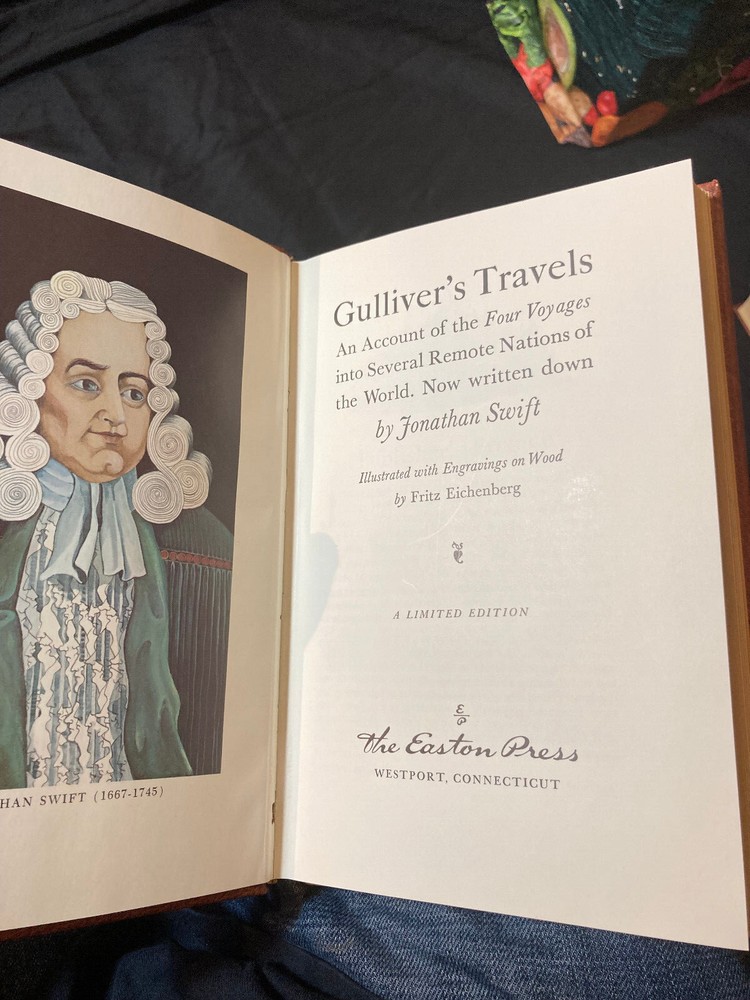 HAN SWIFT (1667-1745)
Gulliver's Travels
An Account of the Four Voyages
into Several Remote Nations of
the World. Now written down
by Jonathan Swift
Illustrated with Engravings on Wood
by Fritz Eichenberg
A LIMITED EDITION
EP
The Easton Press
WESTPORT, CONNECTICUT